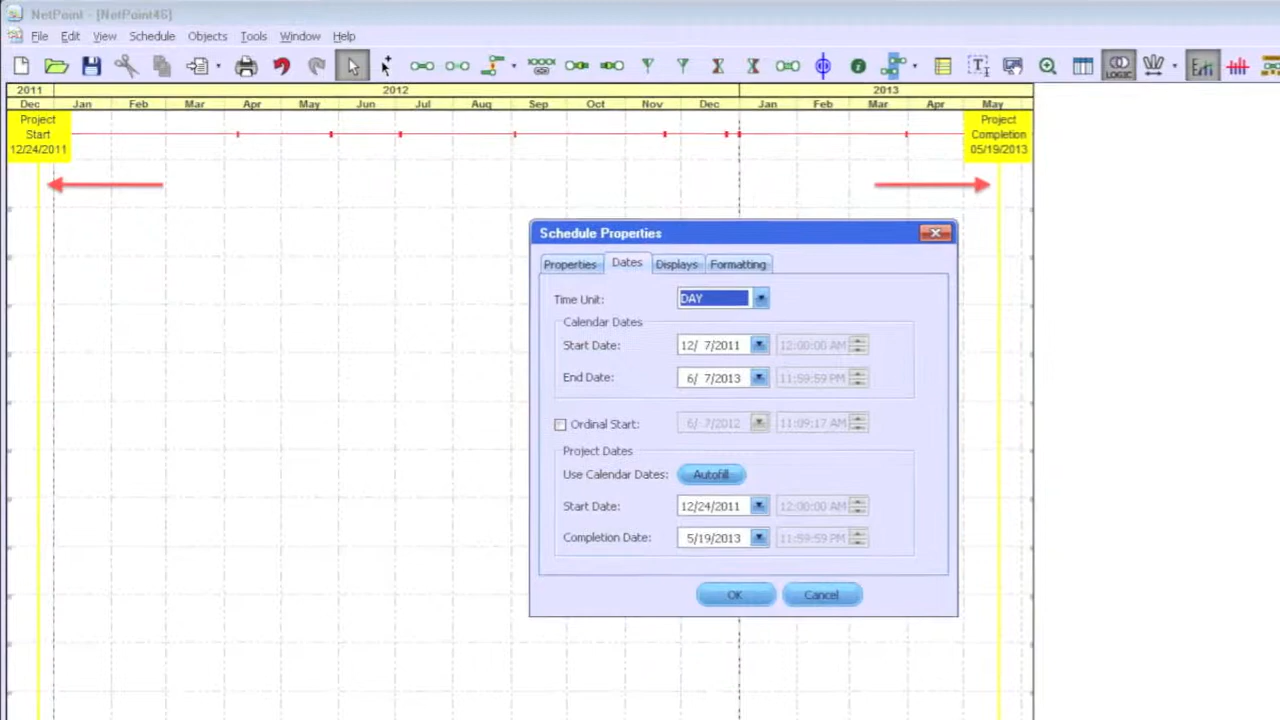 NetPoint - [NetPoint46]
File Edit View Schedule Objects Tools Window Help
LOGIC
2011 2012 2013
Dec Jan Feb Mar Apr May Jun Jul Aug Sep Oct Nov Dec Jan Feb Mar Apr May
Project
Start
12/24/2011
Project
Completion
05/19/2013
Schedule Properties
Properties Dates Displays Formatting
Time Unit: DAY
Calendar Dates
Start Date: 12/ 7/2011 12:00:00 AM
End Date: 6/ 7/2013 11:59:59 PM
Ordinal Start: 6/ 7/2012 11:09:17 AM
Project Dates
Use Calendar Dates: Autofill
Start Date: 12/24/2011 12:00:00 AM
Completion Date: 5/19/2013 11:59:59 PM
OK Cancel